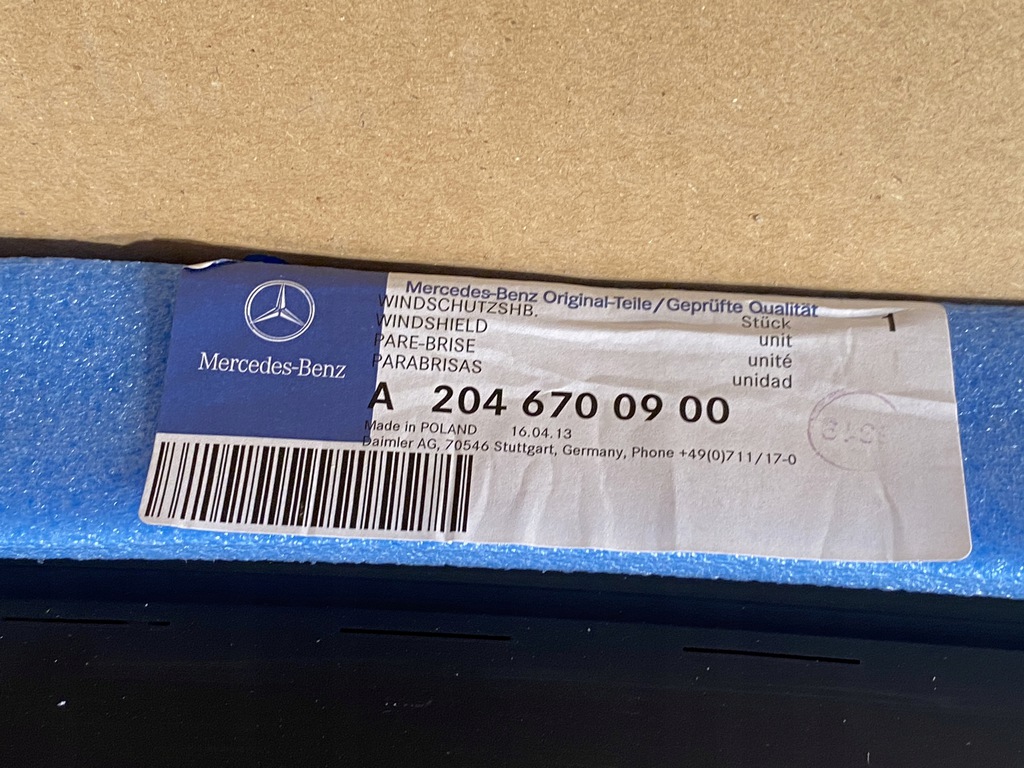 Mercedes-Benz
Mercedes-Benz Original-Teile/Geprüfte Qualität
WINDSCHUTZSHB. Stück 1
WINDSHIELD unit
PARE-BRISE unité
PARABRISAS unidad
A 204 670 09 00
Made in POLAND 16.04.13
Daimler AG, 70546 Stuttgart, Germany, Phone +49(0)711/17-0